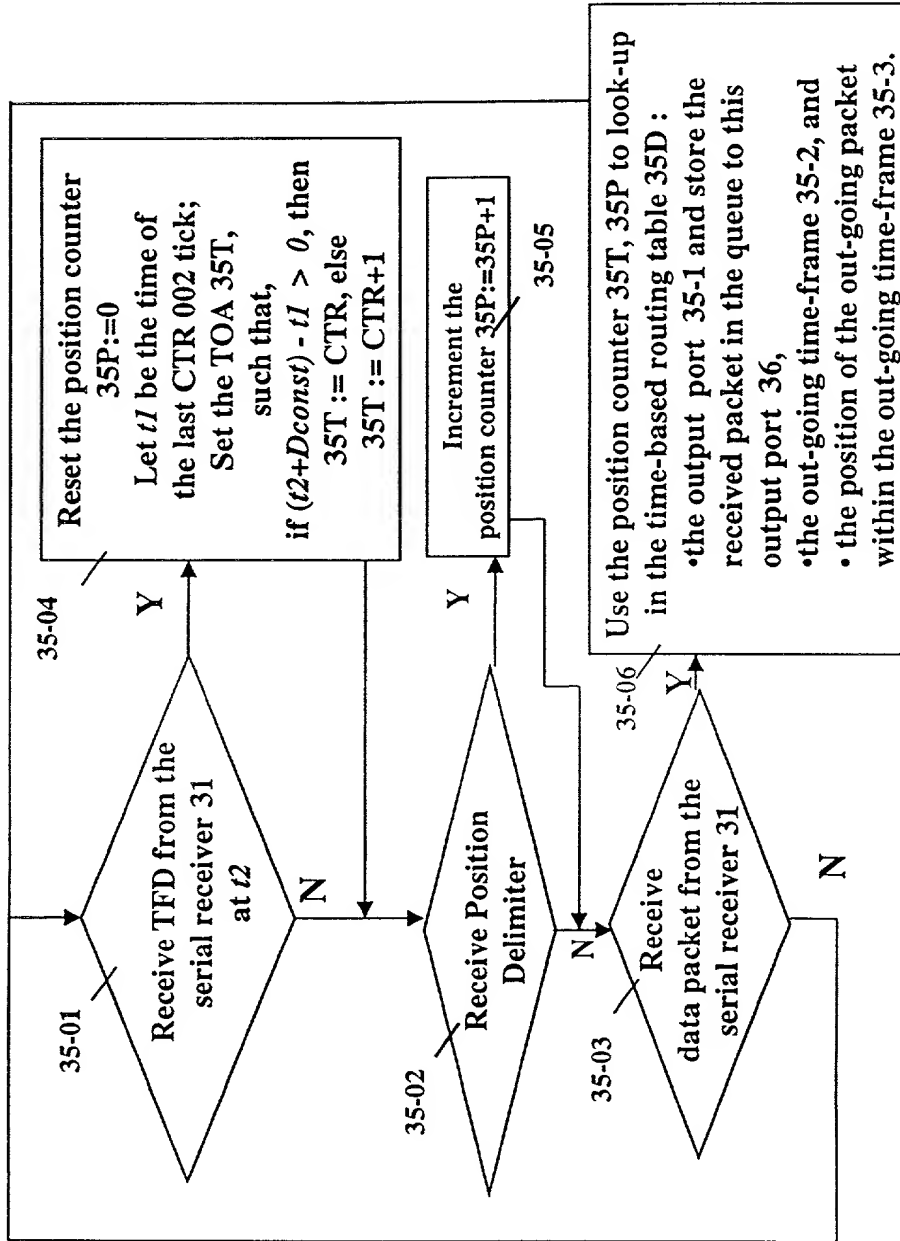 35-01
Receive TFD from the
serial receiver 31
at t2
Y
N
35-04
Reset the position counter
35P:=0
Let t1 be the time of
the last CTR 002 tick;
Set the TOA 35T,
such that,
if (t2+Dconst) - t1 > 0, then
35T := CTR, else
35T := CTR+1
35-02
Receive Position
Delimiter
Y
N
Increment the
position counter 35P:=35P+1
35-05
35-03
Receive
data packet from the
serial receiver 31
Y
N
35-06
Use the position counter 35T, 35P to look-up
in the time-based routing table 35D :
•the output port 35-1 and store the
received packet in the queue to this
output port 36,
•the out-going time-frame 35-2, and
• the position of the out-going packet
within the out-going time-frame 35-3.